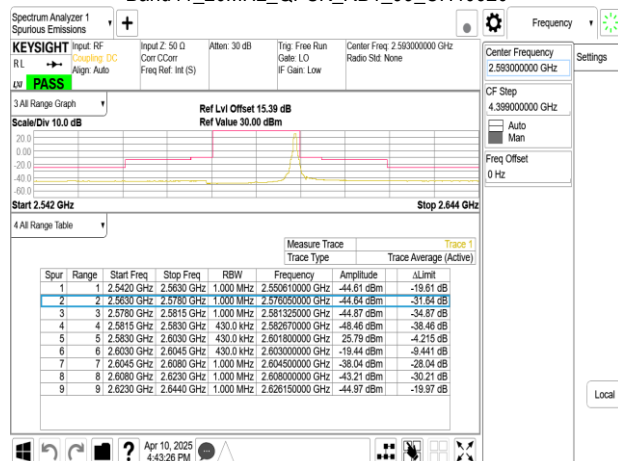 Spectrum Analyzer 1
Spurious Emissions
Frequency
KEYSIGHT Input: RF Input Z: 50 Ω Atten: 30 dB Trig: Free Run Center Freq: 2.593000000 GHz
RL Coupling: DC Corr CCorr Gate: LO Radio Std: None
Align: Auto Freq Ref: Int (S) IF Gain: Low
LXI PASS
3 All Range Graph
Ref Lvl Offset 15.39 dB
Scale/Div 10.0 dB Ref Value 30.00 dBm
20.0
0.00
-20.0
-40.0
-60.0
Start 2.542 GHz Stop 2.644 GHz
4 All Range Table
Measure Trace Trace 1
Trace Type Trace Average (Active)
Spur Range Start Freq Stop Freq RBW Frequency Amplitude ΔLimit
1 1 2.5420 GHz 2.5630 GHz 1.000 MHz 2.550610000 GHz -44.61 dBm -19.61 dB
2 2 2.5630 GHz 2.5780 GHz 1.000 MHz 2.576050000 GHz -44.64 dBm -31.64 dB
3 3 2.5780 GHz 2.5815 GHz 1.000 MHz 2.581325000 GHz -44.87 dBm -34.87 dB
4 4 2.5815 GHz 2.5830 GHz 430.0 kHz 2.582670000 GHz -48.46 dBm -38.46 dB
5 5 2.5830 GHz 2.6030 GHz 430.0 kHz 2.601800000 GHz 25.79 dBm -4.215 dB
6 6 2.6030 GHz 2.6045 GHz 430.0 kHz 2.603000000 GHz -19.44 dBm -9.441 dB
7 7 2.6045 GHz 2.6080 GHz 1.000 MHz 2.604500000 GHz -38.04 dBm -28.04 dB
8 8 2.6080 GHz 2.6230 GHz 1.000 MHz 2.608000000 GHz -43.21 dBm -30.21 dB
9 9 2.6230 GHz 2.6440 GHz 1.000 MHz 2.626150000 GHz -44.97 dBm -19.97 dB
Apr 10, 2025
4:43:26 PM
Center Frequency
2.593000000 GHz
Settings
CF Step
4.399000000 GHz
Auto
Man
Freq Offset
0 Hz
Local